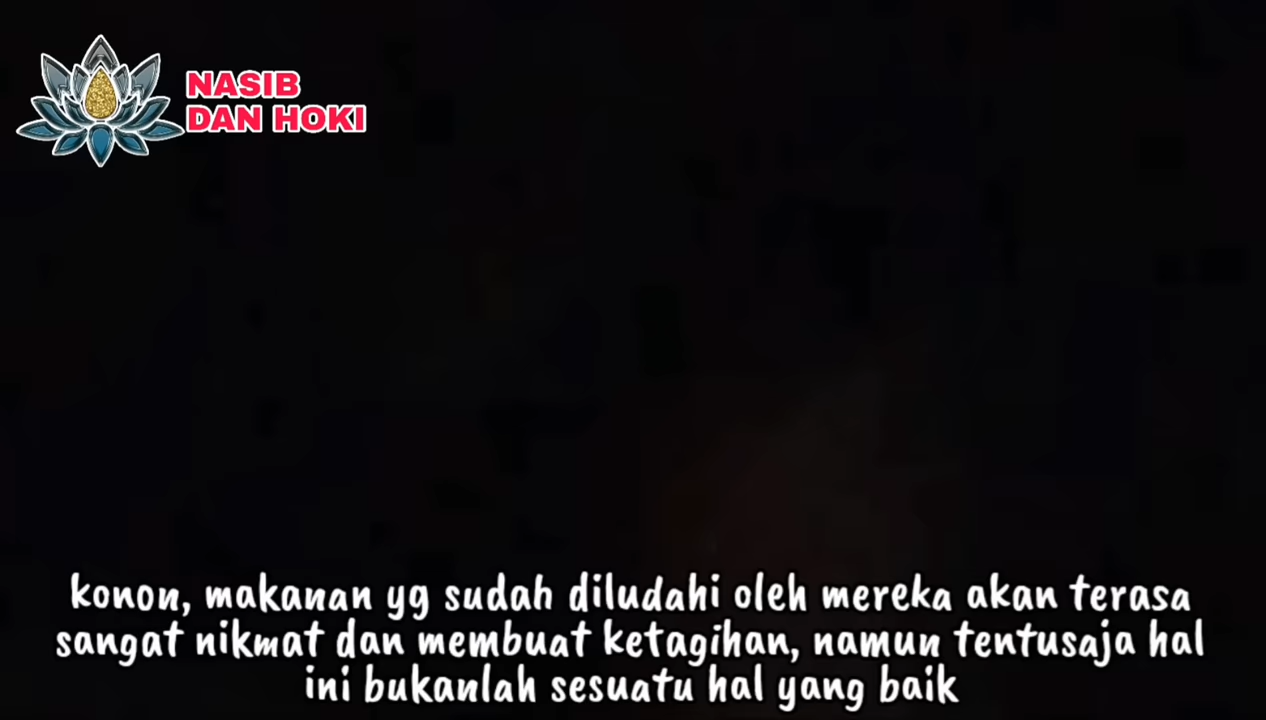 NASIB
DAN HOKI
konon, makanan yg sudah diludahi oleh mereka akan terasa
sangat nikmat dan membuat ketagihan, namun tentusaja hal
ini bukanlah sesuatu hal yang baik